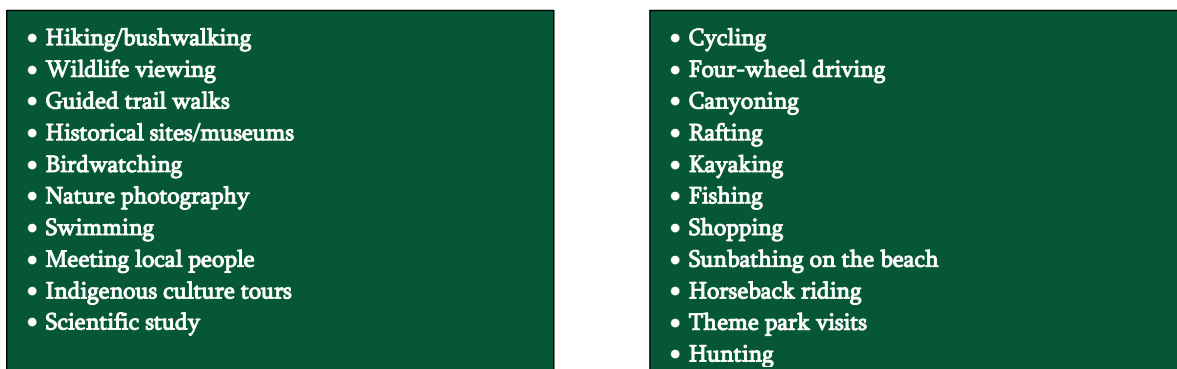 • Hiking/bushwalking
• Wildlife viewing
• Guided trail walks
• Historical sites/museums
• Birdwatching
• Nature photography
• Swimming
• Meeting local people
• Indigenous culture tours
• Scientific study
• Cycling
• Four-wheel driving
• Canyoning
• Rafting
• Kayaking
• Fishing
• Shopping
• Sunbathing on the beach
• Horseback riding
• Theme park visits
• Hunting